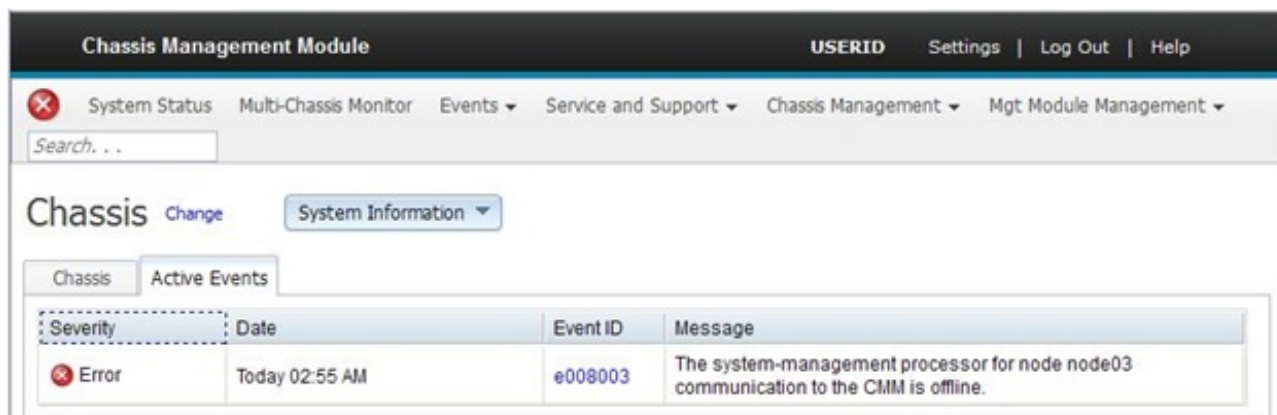 Chassis Management Module USERID Settings | Log Out | Help
System Status Multi-Chassis Monitor Events Service and Support Chassis Management Mgt Module Management
Search. . .
Chassis Change System Information
Chassis Active Events
Severity Date Event ID Message
Error Today 02:55 AM e008003 The system-management processor for node node03
communication to the CMM is offline.